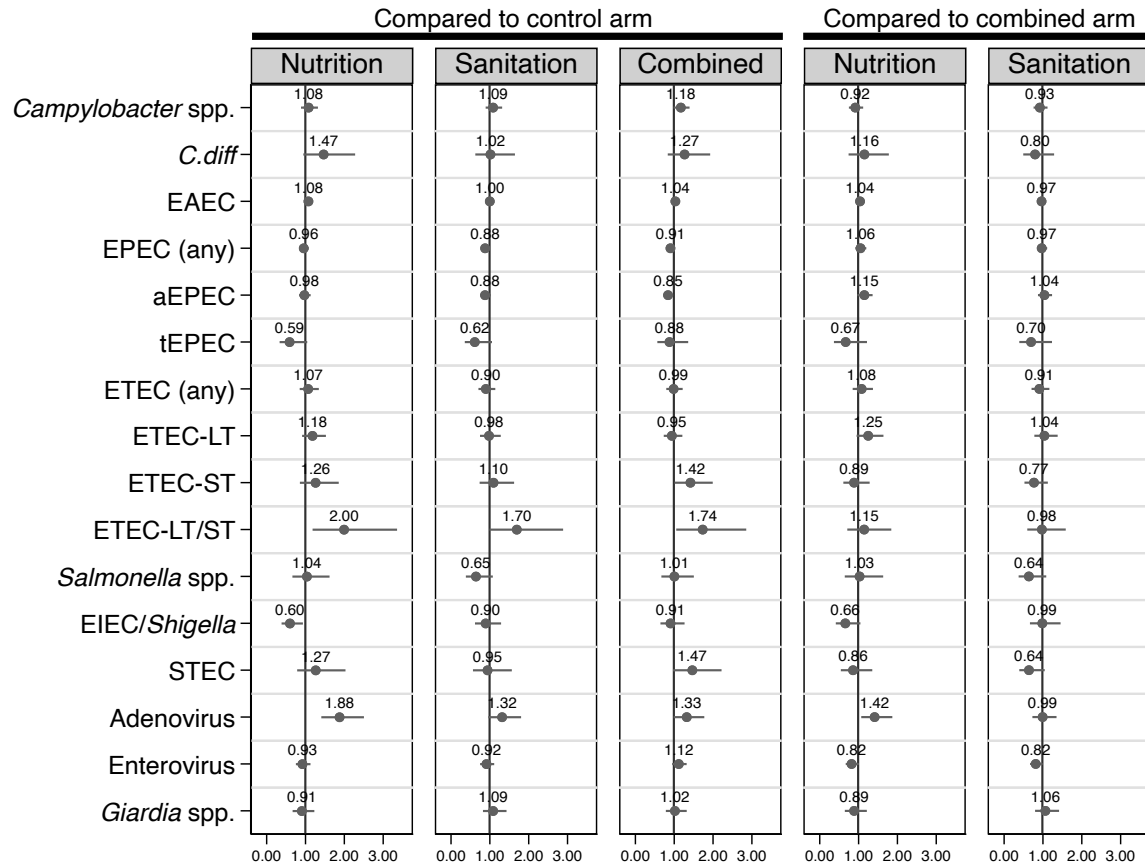 Compared to control arm Compared to combined arm
Nutrition Sanitation Combined Nutrition Sanitation
Campylobacter spp. 1.08 1.09 1.18 0.92 0.93
C.diff 1.47 1.02 1.27 1.16 0.80
EAEC 1.08 1.00 1.04 1.04 0.97
EPEC (any) 0.96 0.88 0.91 1.06 0.97
aEPEC 0.98 0.88 0.85 1.15 1.04
tEPEC 0.59 0.62 0.88 0.67 0.70
ETEC (any) 1.07 0.90 0.99 1.08 0.91
ETEC-LT 1.18 0.98 0.95 1.25 1.04
ETEC-ST 1.26 1.10 1.42 0.89 0.77
ETEC-LT/ST 2.00 1.70 1.74 1.15 0.98
Salmonella spp. 1.04 0.65 1.01 1.03 0.64
EIEC/Shigella 0.60 0.90 0.91 0.66 0.99
STEC 1.27 0.95 1.47 0.86 0.64
Adenovirus 1.88 1.32 1.33 1.42 0.99
Enterovirus 0.93 0.92 1.12 0.82 0.82
Giardia spp. 0.91 1.09 1.02 0.89 1.06
0.00 1.00 2.00 3.00 0.00 1.00 2.00 3.00 0.00 1.00 2.00 3.00 0.00 1.00 2.00 3.00 0.00 1.00 2.00 3.00